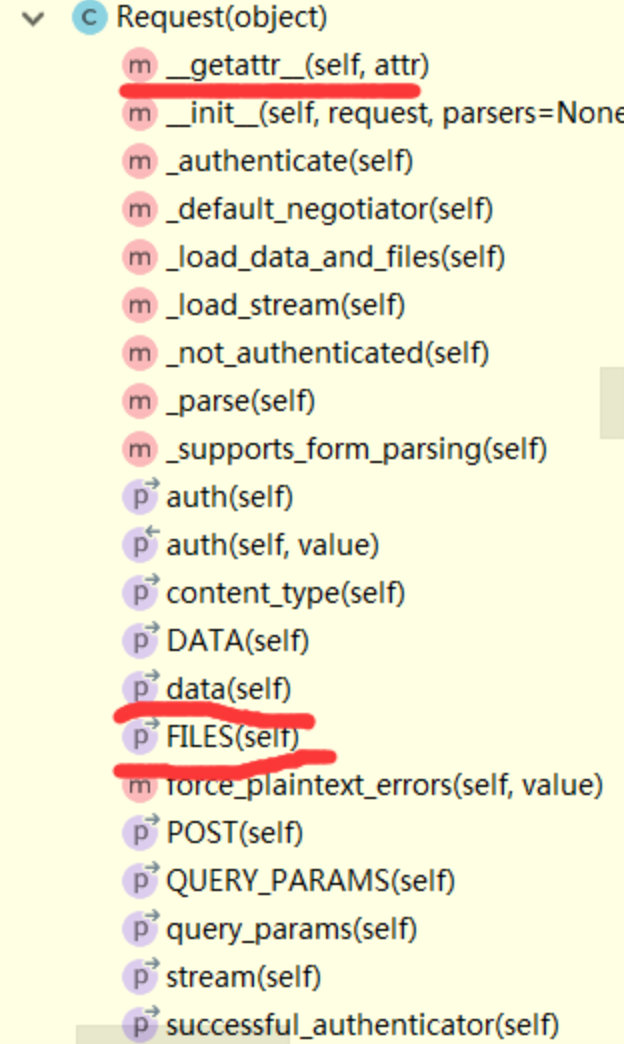 C Request(object)
m __getattr__(self, attr)
m __init__(self, request, parsers=None
m _authenticate(self)
m _default_negotiator(self)
m _load_data_and_files(self)
m _load_stream(self)
m _not_authenticated(self)
m _parse(self)
m _supports_form_parsing(self)
p auth(self)
p auth(self, value)
p content_type(self)
p DATA(self)
p data(self)
p FILES(self)
m force_plaintext_errors(self, value)
p POST(self)
p QUERY_PARAMS(self)
p query_params(self)
p stream(self)
p successful_authenticator(self)